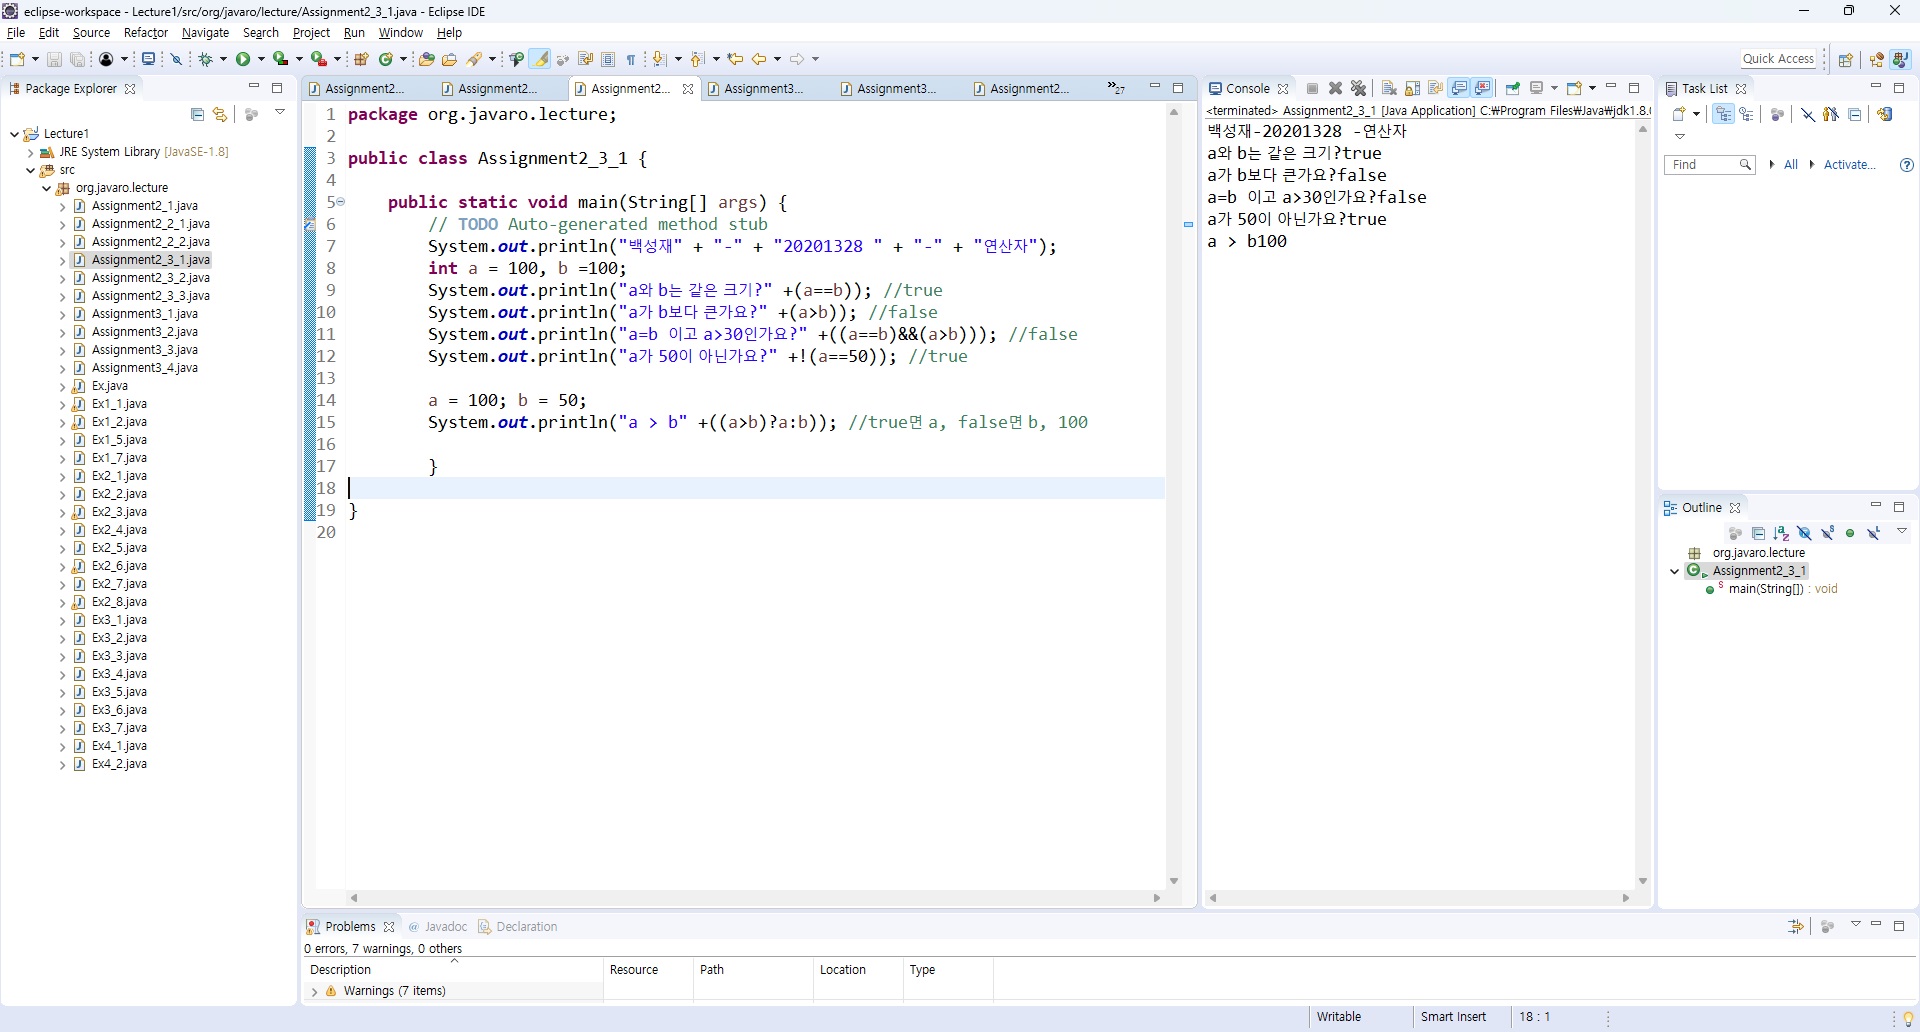 eclipse-workspace - Lecture1/src/org/javaro/lecture/Assignment2_3_1.java - Eclipse IDE
File Edit Source Refactor Navigate Search Project Run Window Help
Quick Access
Package Explorer
Lecture1
JRE System Library [JavaSE-1.8]
src
org.javaro.lecture
Assignment2_1.java
Assignment2_2_1.java
Assignment2_2_2.java
Assignment2_3_1.java
Assignment2_3_2.java
Assignment2_3_3.java
Assignment3_1.java
Assignment3_2.java
Assignment3_3.java
Assignment3_4.java
Ex.java
Ex1_1.java
Ex1_2.java
Ex1_5.java
Ex1_7.java
Ex2_1.java
Ex2_2.java
Ex2_3.java
Ex2_4.java
Ex2_5.java
Ex2_6.java
Ex2_7.java
Ex2_8.java
Ex3_1.java
Ex3_2.java
Ex3_3.java
Ex3_4.java
Ex3_5.java
Ex3_6.java
Ex3_7.java
Ex4_1.java
Ex4_2.java
Assignment2... Assignment2... Assignment2... Assignment3... Assignment3... Assignment2... »27
1 package org.javaro.lecture;
2
3 public class Assignment2_3_1 {
4
5 public static void main(String[] args) {
6 // TODO Auto-generated method stub
7 System.out.println("백성재" + "-" + "20201328 " + "-" + "연산자");
8 int a = 100, b =100;
9 System.out.println("a와 b는 같은 크기?" +(a==b)); //true
10 System.out.println("a가 b보다 큰가요?" +(a>b)); //false
11 System.out.println("a=b 이고 a>30인가요?" +((a==b)&&(a>b))); //false
12 System.out.println("a가 50이 아닌가요?" +!(a==50)); //true
13
14 a = 100; b = 50;
15 System.out.println("a > b" +((a>b)?a:b)); //true면 a, false면 b, 100
16
17 }
18
19 }
20
Console
<terminated> Assignment2_3_1 [Java Application] C:₩Program Files₩Java₩jdk1.8.0
백성재-20201328 -연산자
a와 b는 같은 크기?true
a가 b보다 큰가요?false
a=b 이고 a>30인가요?false
a가 50이 아닌가요?true
a > b100
Task List
Find All Activate...
Outline
org.javaro.lecture
Assignment2_3_1
main(String[]) : void
Problems Javadoc Declaration
0 errors, 7 warnings, 0 others
Description Resource Path Location Type
Warnings (7 items)
Writable Smart Insert 18 : 1